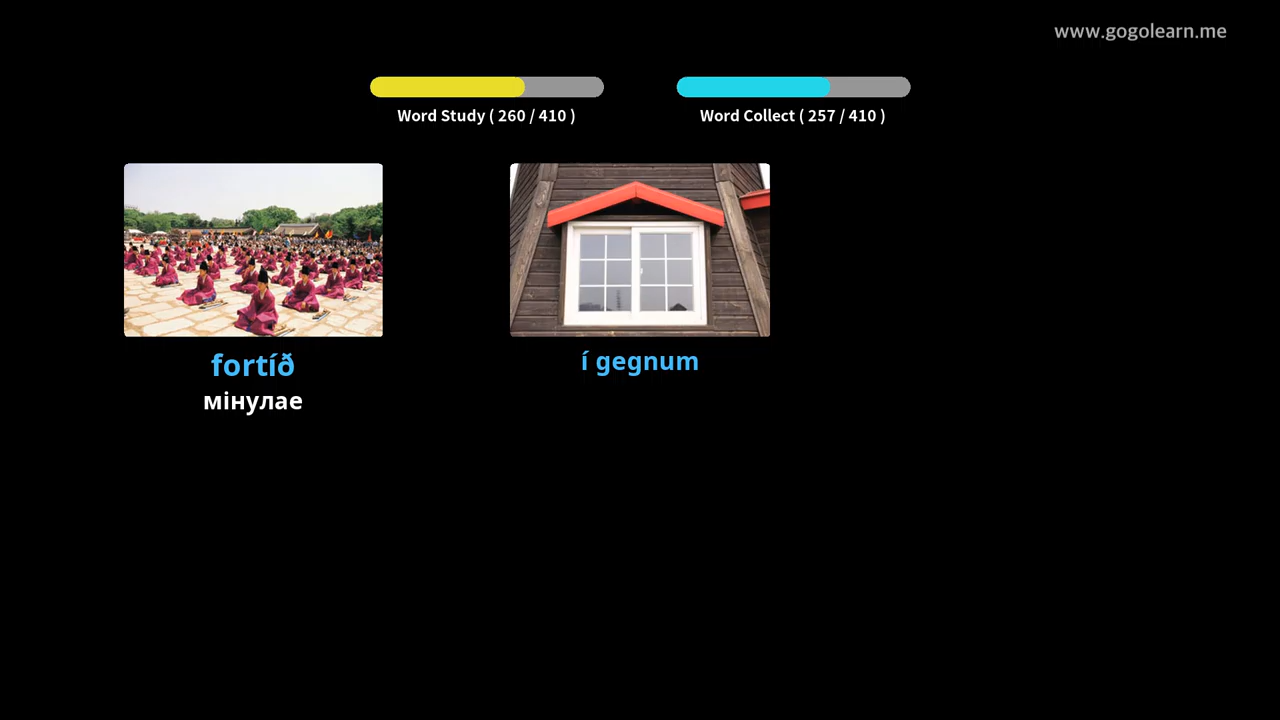 www.gogolearn.me
Word Study ( 260 / 410 )
Word Collect ( 257 / 410 )
fortíð
мінулае
í gegnum